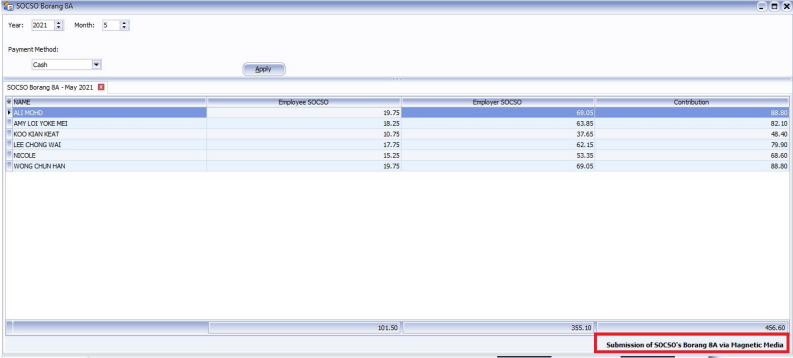 SOCSO Borang 8A
Year: 2021 Month: 5
Payment Method:
Cash
Apply
SOCSO Borang 8A - May 2021
NAME Employee SOCSO Employer SOCSO Contribution
ALI MOHD 19.75 69.05 88.80
AMY LOI YOKE MEI 18.25 63.85 82.10
KOO KIAN KEAT 10.75 37.65 48.40
LEE CHONG WAI 17.75 62.15 79.90
NICOLE 15.25 53.35 68.60
WONG CHUN HAN 19.75 69.05 88.80
101.50 355.10 456.60
Submission of SOCSO's Borang 8A via Magnetic Media